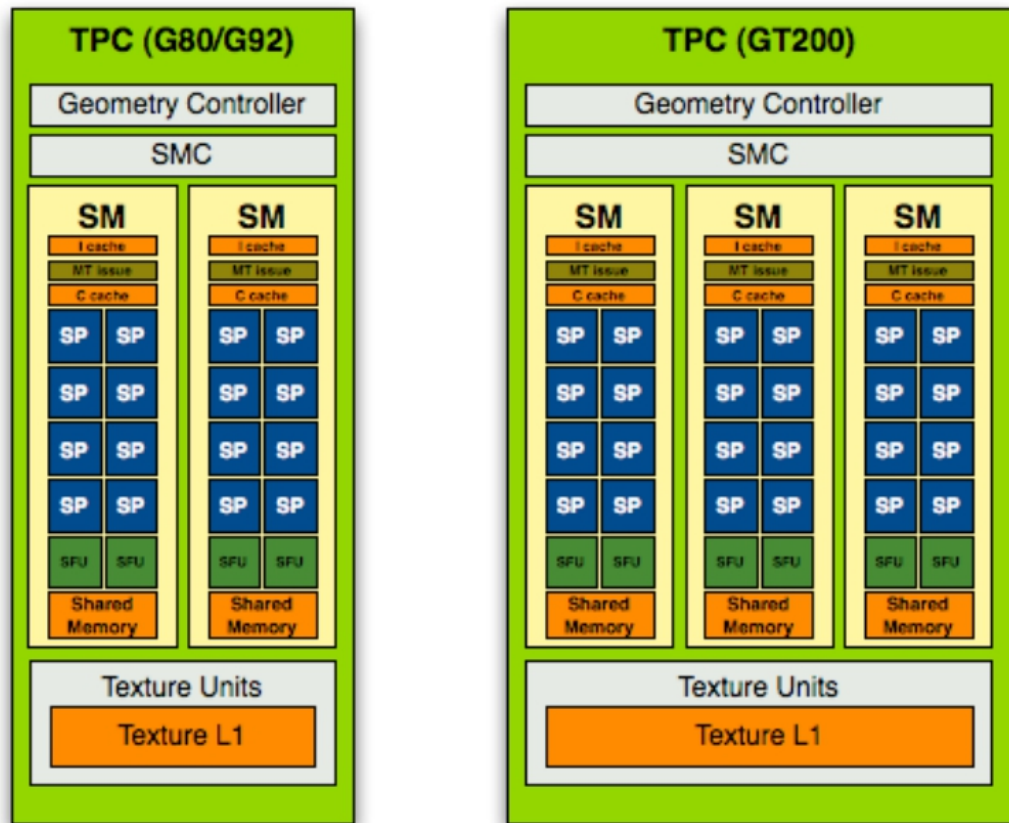 TPC (G80/G92)
Geometry Controller
SMC
SM
I cache
MT issue
C cache
SP SP
SP SP
SP SP
SP SP
SFU SFU
Shared
Memory
SM
I cache
MT issue
C cache
SP SP
SP SP
SP SP
SP SP
SFU SFU
Shared
Memory
Texture Units
Texture L1
TPC (GT200)
Geometry Controller
SMC
SM
I cache
MT issue
C cache
SP SP
SP SP
SP SP
SP SP
SFU SFU
Shared
Memory
SM
I cache
MT issue
C cache
SP SP
SP SP
SP SP
SP SP
SFU SFU
Shared
Memory
SM
I cache
MT issue
C cache
SP SP
SP SP
SP SP
SP SP
SFU SFU
Shared
Memory
Texture Units
Texture L1